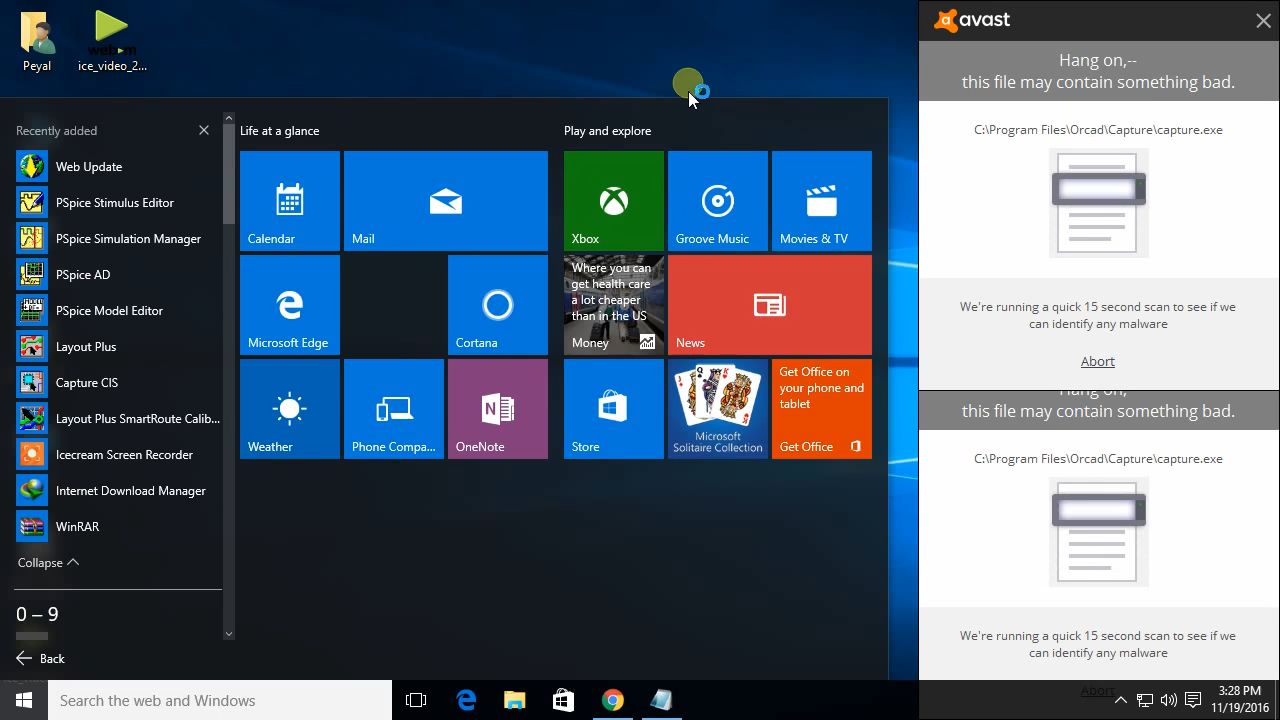 Peyal
web m
ice_video_2...
Recently added
Web Update
PSpice Stimulus Editor
PSpice Simulation Manager
PSpice AD
PSpice Model Editor
Layout Plus
Capture CIS
Layout Plus SmartRoute Calib...
Icecream Screen Recorder
Internet Download Manager
WinRAR
Collapse
0 – 9
Back
Life at a glance
Calendar
Mail
Microsoft Edge
Cortana
Weather
Phone Compa...
OneNote
Play and explore
Xbox
Groove Music
Movies & TV
Where you can
get health care
a lot cheaper
than in the US
Money
News
Store
Microsoft
Solitaire Collection
Get Office on
your phone and
tablet
Get Office
avast
Hang on,--
this file may contain something bad.
C:\Program Files\Orcad\Capture\capture.exe
We're running a quick 15 second scan to see if we
can identify any malware
Abort
Hang on,
this file may contain something bad.
C:\Program Files\Orcad\Capture\capture.exe
We're running a quick 15 second scan to see if we
can identify any malware
Abort
Search the web and Windows
3:28 PM
11/19/2016